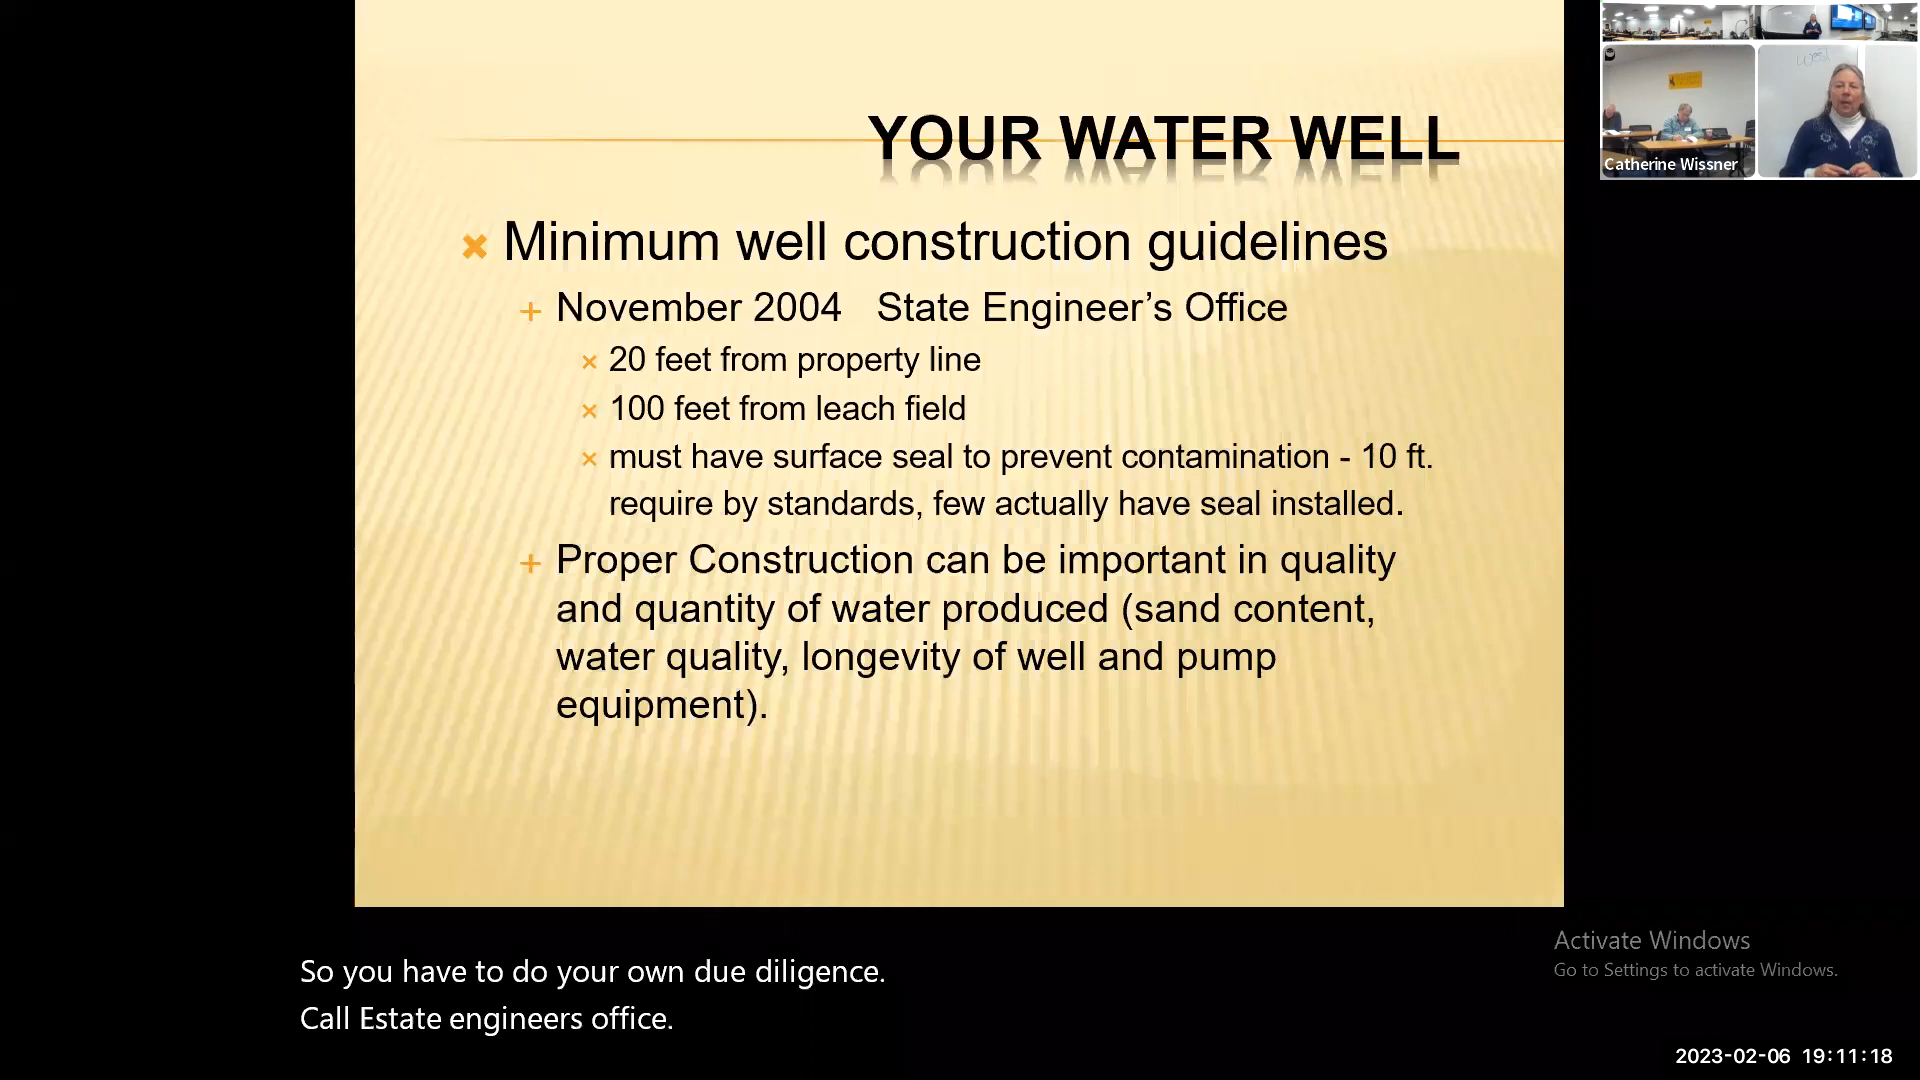 YOUR WATER WELL
Minimum well construction guidelines
November 2004 State Engineer’s Office
20 feet from property line
100 feet from leach field
must have surface seal to prevent contamination - 10 ft.
require by standards, few actually have seal installed.
Proper Construction can be important in quality
and quantity of water produced (sand content,
water quality, longevity of well and pump
equipment).
Catherine Wissner
So you have to do your own due diligence.
Call Estate engineers office.
Activate Windows
Go to Settings to activate Windows.
2023-02-06 19:11:18